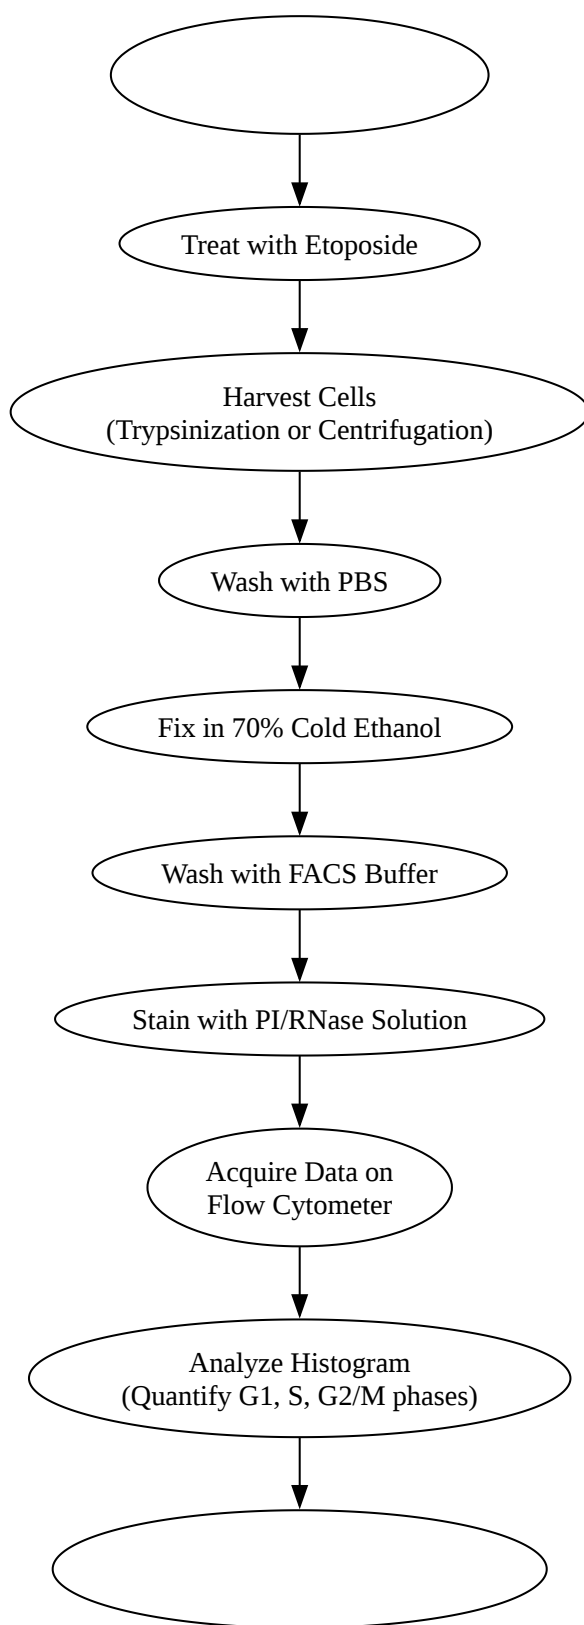 Treat with Etoposide
Harvest Cells
(Trypsinization or Centrifugation)
Wash with PBS
Fix in 70% Cold Ethanol
Wash with FACS Buffer
Stain with PI/RNase Solution
Acquire Data on
Flow Cytometer
Analyze Histogram
(Quantify G1, S, G2/M phases)